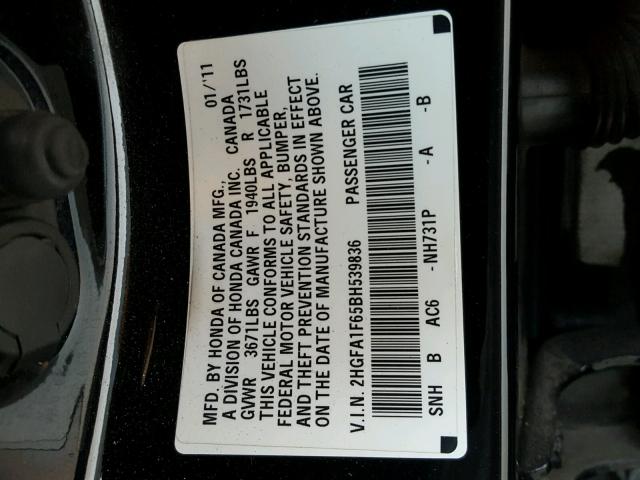 MFD. BY HONDA OF CANADA MFG., 01/'11
A DIVISION OF HONDA CANADA INC. CANADA
GVWR 3671LBS GAWR F 1940LBS R 1731LBS
THIS VEHICLE CONFORMS TO ALL APPLICABLE
FEDERAL MOTOR VEHICLE SAFETY, BUMPER,
AND THEFT PREVENTION STANDARDS IN EFFECT
ON THE DATE OF MANUFACTURE SHOWN ABOVE.
V.I.N. 2HGFA1F65BH539836 PASSENGER CAR
SNH B AC6 -NH731P -A -B